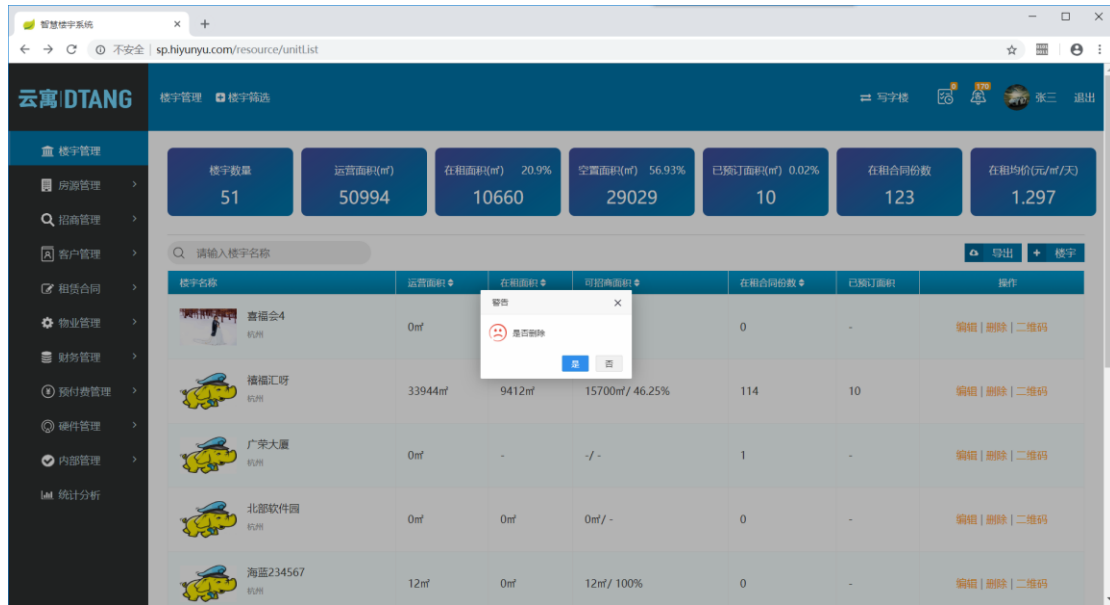 智慧楼宇系统
不安全 | sp.hiyunyu.com/resource/unitList
云寓 DTANG
楼宇管理 楼宇筛选
写字楼 0 170 张三 退出
楼宇管理
房源管理
招商管理
客户管理
租赁合同
物业管理
财务管理
预付费管理
硬件管理
内部管理
统计分析
楼宇数量
51
运营面积(㎡)
50994
在租面积(㎡) 20.9%
10660
空置面积(㎡) 56.93%
29029
已预订面积(㎡) 0.02%
10
在租合同份数
123
在租均价(元/㎡/天)
1.297
请输入楼宇名称
导出 + 楼宇
楼宇名称 运营面积 在租面积 可招商面积 在租合同份数 已预订面积 操作
警告
是否删除
是 否
喜福会4
杭州
0㎡ 0 - 编辑 | 删除 | 二维码
禧福汇呀
杭州
33944㎡ 9412㎡ 15700㎡/ 46.25% 114 10 编辑 | 删除 | 二维码
广荣大厦
杭州
0㎡ - -/ - 1 - 编辑 | 删除 | 二维码
北部软件园
杭州
0㎡ 0㎡ 0㎡/ - 0 - 编辑 | 删除 | 二维码
海蓝234567
杭州
12㎡ 0㎡ 12㎡/ 100% 0 - 编辑 | 删除 | 二维码